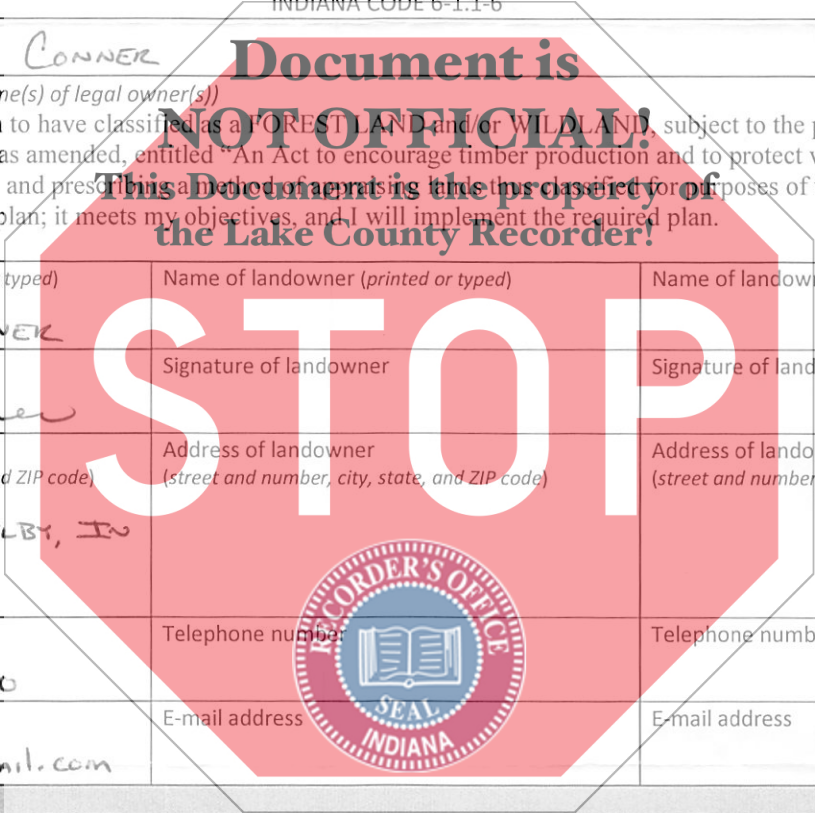 INDIANA CODE 6-1.1-6
CONNER
Document is
ne(s) of legal owner(s))
NOT OFFICIAL!
to have classified as a FOREST LAND and/or WILDLAND, subject to the p
as amended, entitled "An Act to encourage timber production and to protect w
This Document is the property of
and prescribing a method of appraising lands thus classified for purposes of
plan; it meets my objectives, and I will implement the required plan.
the Lake County Recorder!
typed)
Name of landowner (printed or typed)
Name of landown
NER
STOP
Signature of landowner
Signature of land
ner
Address of landowner
Address of lando
d ZIP code)
(street and number, city, state, and ZIP code)
(street and number
LBY, IN
RECORDER'S OFFICE
SEAL
INDIANA
Telephone number
Telephone numb
E-mail address
E-mail address
ail.com